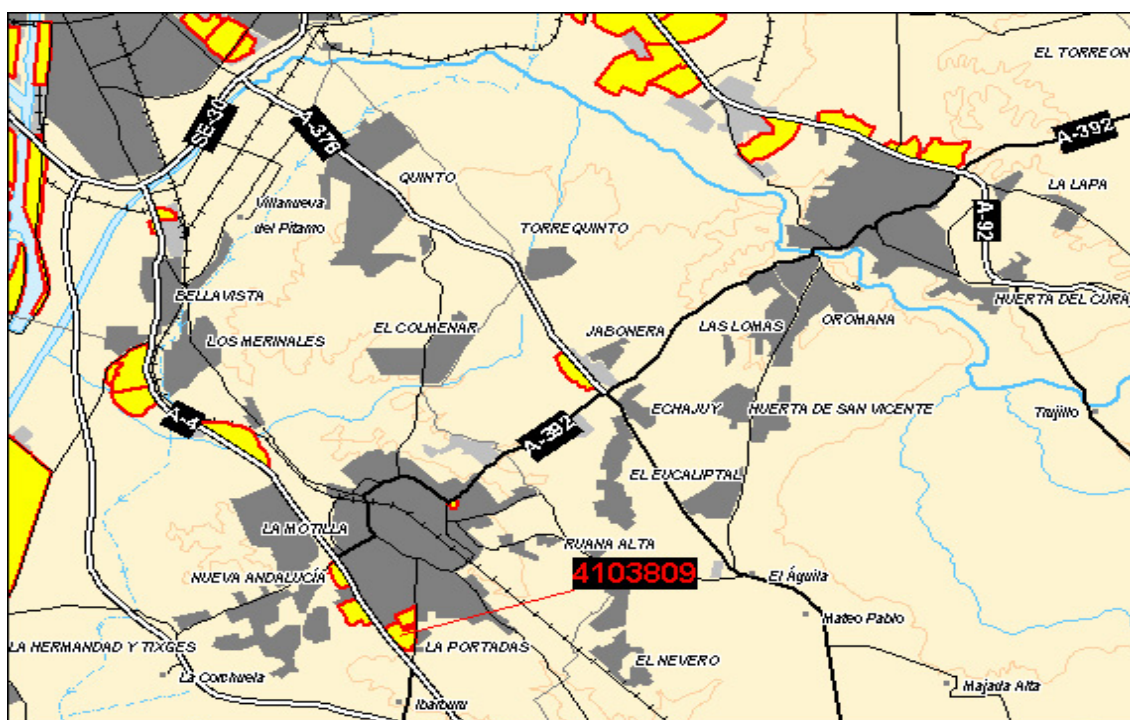 EL TORREON
SE-30
A-376
A-392
QUINTO
LA LAPA
Villanueva
del Pítamo
TORREQUINTO
A-92
BELLAVISTA
HUERTA DEL CURA
EL COLMENAR
JABONERA
LAS LOMAS
OROMANA
LOS MERINALES
ECHAJUY
HUERTA DE SAN VICENTE
Trujillo
A-4
A-392
EL EUCALIPTAL
LA MOTILLA
RUANA ALTA
4103809
NUEVA ANDALUCÍA
El Águila
Mateo Pablo
LA HERMANDAD Y TIXGES
LA PORTADAS
EL NEVERO
La Corchuela
Majada Alta
Ibarburu